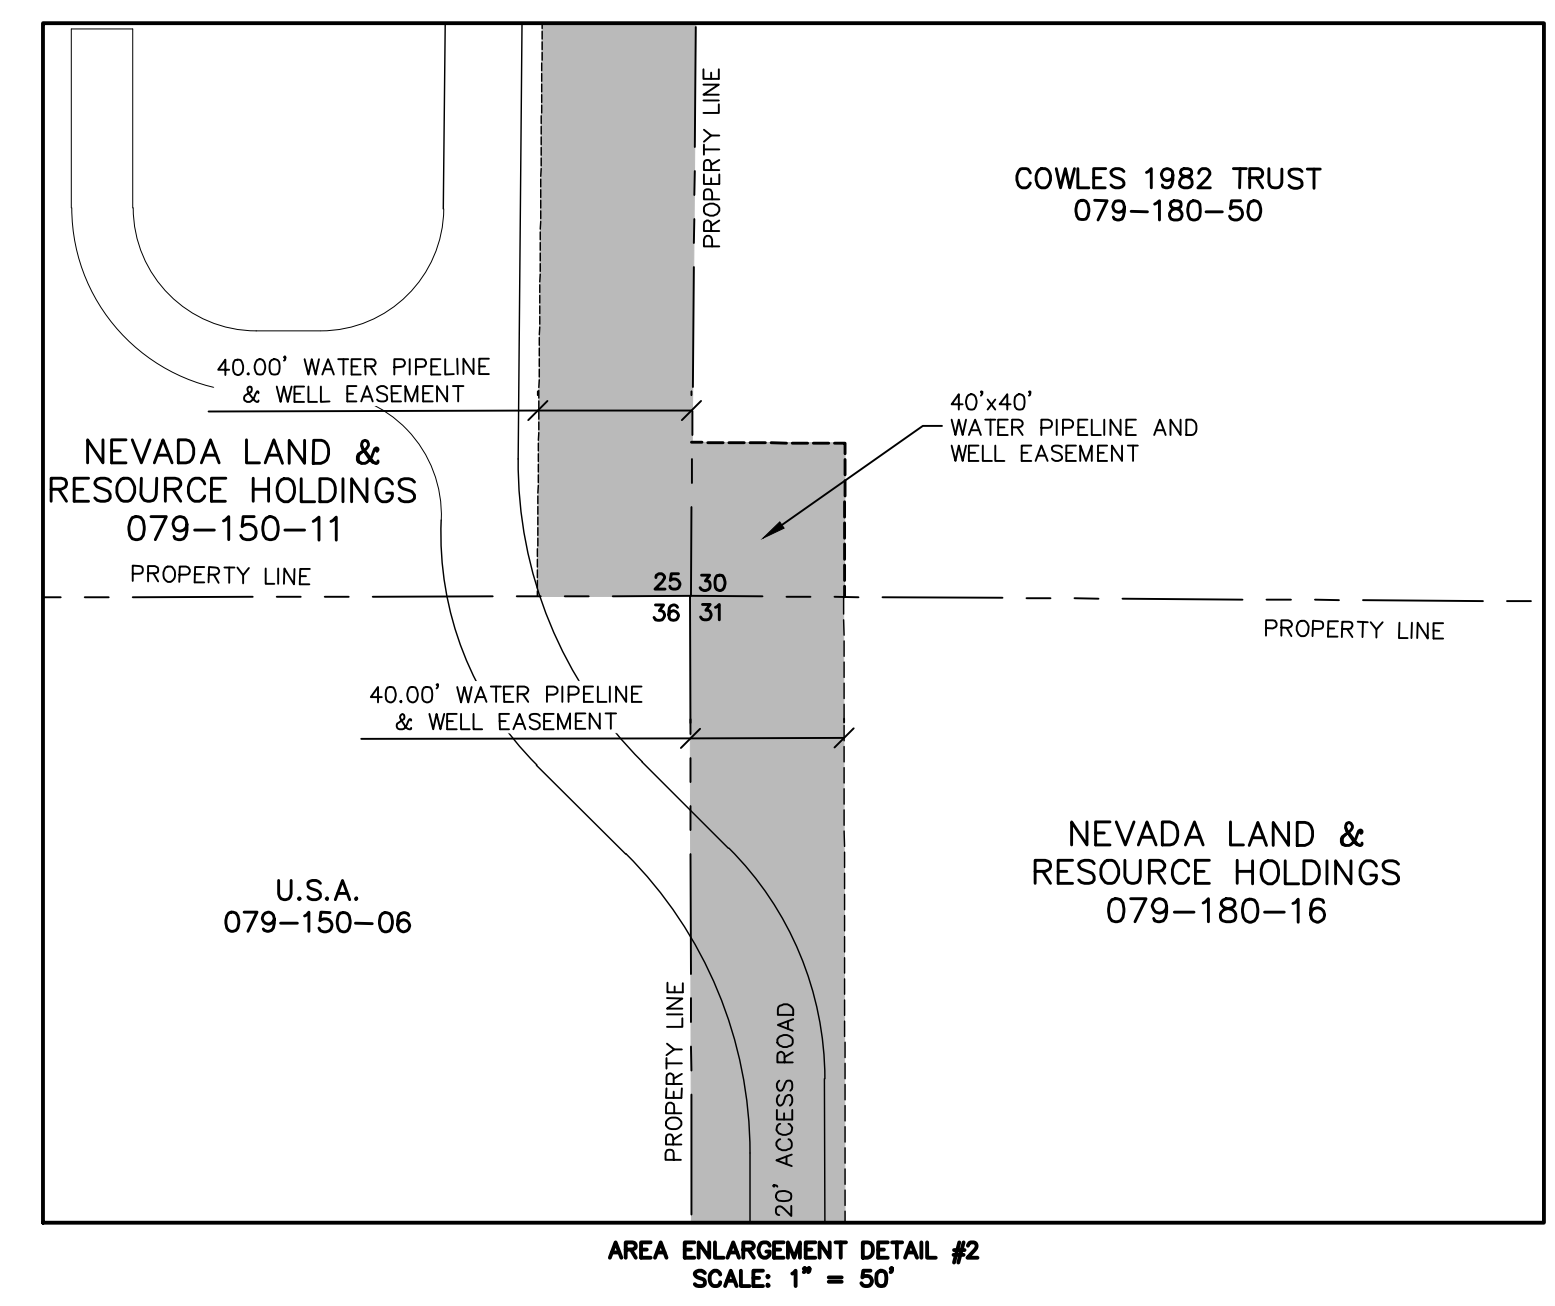 PROPERTY LINE
COWLES 1982 TRUST
079-180-50
40.00' WATER PIPELINE
& WELL EASEMENT
40'x40'
WATER PIPELINE AND
WELL EASEMENT
NEVADA LAND &
RESOURCE HOLDINGS
079-150-11
PROPERTY LINE
25 30
36 31
PROPERTY LINE
40.00' WATER PIPELINE
& WELL EASEMENT
NEVADA LAND &
RESOURCE HOLDINGS
079-180-16
U.S.A.
079-150-06
PROPERTY LINE
20' ACCESS ROAD
AREA ENLARGEMENT DETAIL #2
SCALE: 1" = 50'